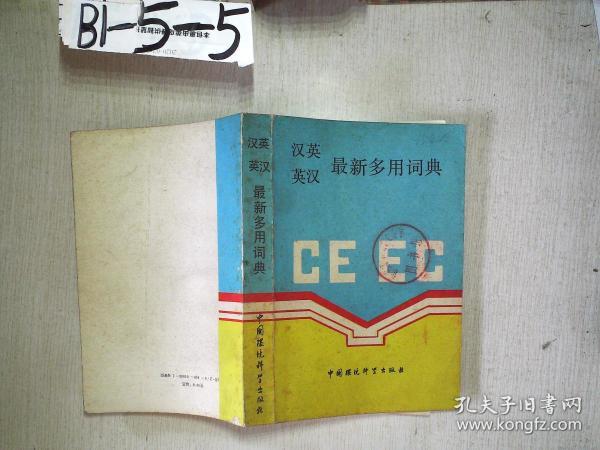 B1-5-5
汉英
英汉
最新多用词典
中国环境科学出版社
汉英
英汉
最新多用词典
CE EC
中国环境科学出版社
孔夫子旧书网
www.kongfz.com